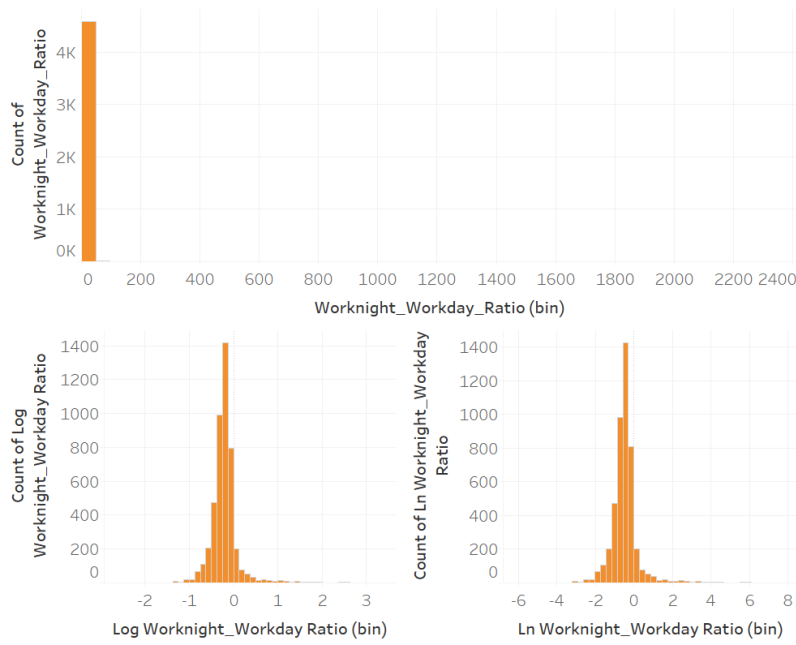 Count of
Worknight_Workday_Ratio
4K
3K
2K
1K
0K
0 200 400 600 800 1000 1200 1400 1600 1800 2000 2200 2400
Worknight_Workday_Ratio (bin)
Count of Log
Worknight_Workday Ratio
1400
1200
1000
800
600
400
200
0
-2 -1 0 1 2 3
Log Worknight_Workday Ratio (bin)
Count of Ln Worknight_Workday
Ratio
1400
1200
1000
800
600
400
200
0
-6 -4 -2 0 2 4 6 8
Ln Worknight_Workday Ratio (bin)